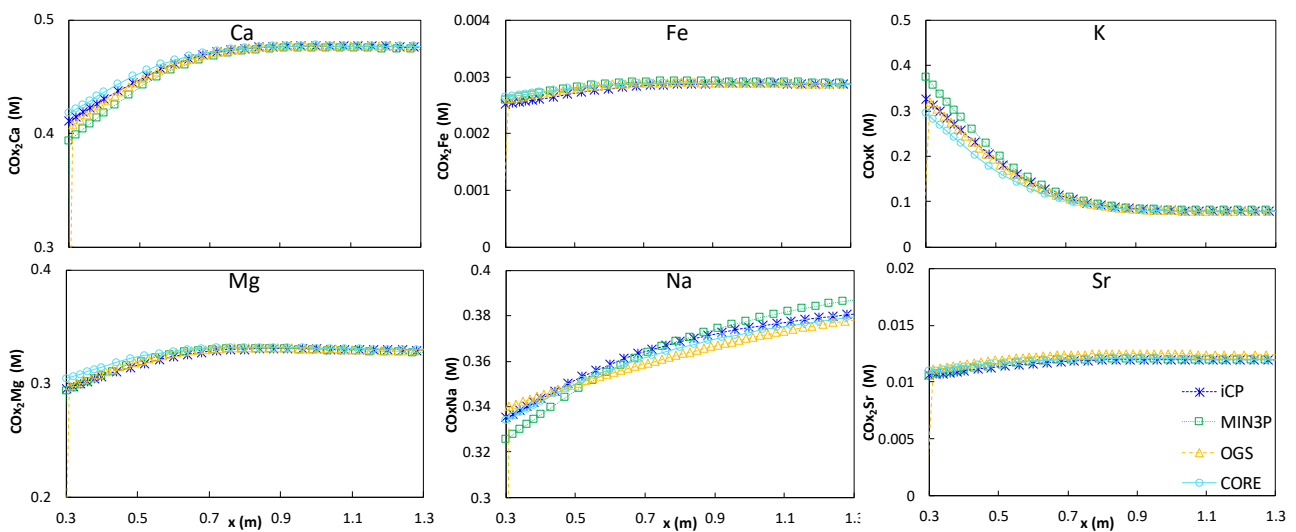 Ca
COx₂Ca (M)
0.5
0.4
0.3
Fe
COx₂Fe (M)
0.004
0.003
0.002
0.001
0
K
COxK (M)
0.5
0.4
0.3
0.2
0.1
0
Mg
COx₂Mg (M)
0.4
0.3
0.2
0.3 0.5 0.7 0.9 1.1 1.3
x (m)
Na
COxNa (M)
0.4
0.38
0.36
0.34
0.32
0.3
0.3 0.5 0.7 0.9 1.1 1.3
x (m)
Sr
COx₂Sr (M)
0.02
0.015
0.01
0.005
0
iCP
MIN3P
OGS
CORE
0.3 0.5 0.7 0.9 1.1 1.3
x (m)